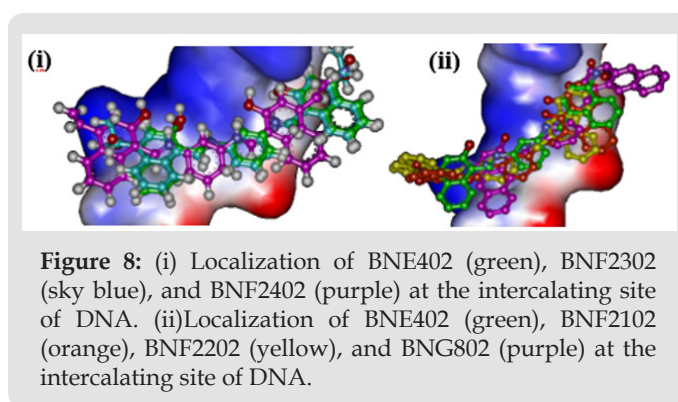 (i)
(ii)
Figure 8: (i) Localization of BNE402 (green), BNF2302
(sky blue), and BNF2402 (purple) at the intercalating site
of DNA. (ii)Localization of BNE402 (green), BNF2102
(orange), BNF2202 (yellow), and BNG802 (purple) at the
intercalating site of DNA.